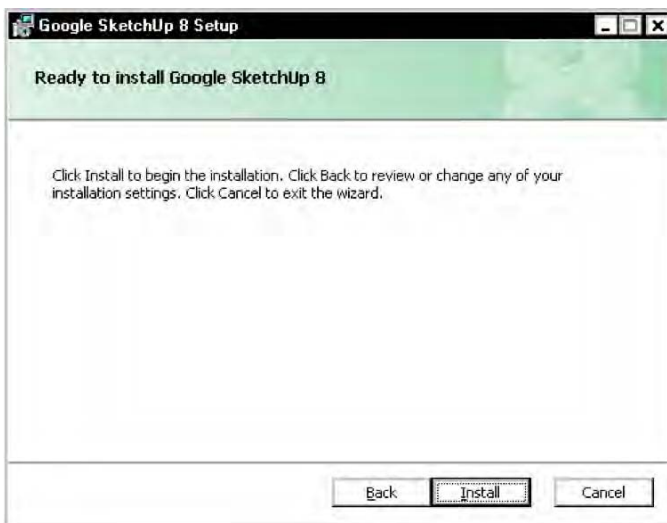 Google SketchUp 8 Setup
Ready to install Google SketchUp 8
Click Install to begin the installation. Click Back to review or change any of your
installation settings. Click Cancel to exit the wizard.
Back Install Cancel